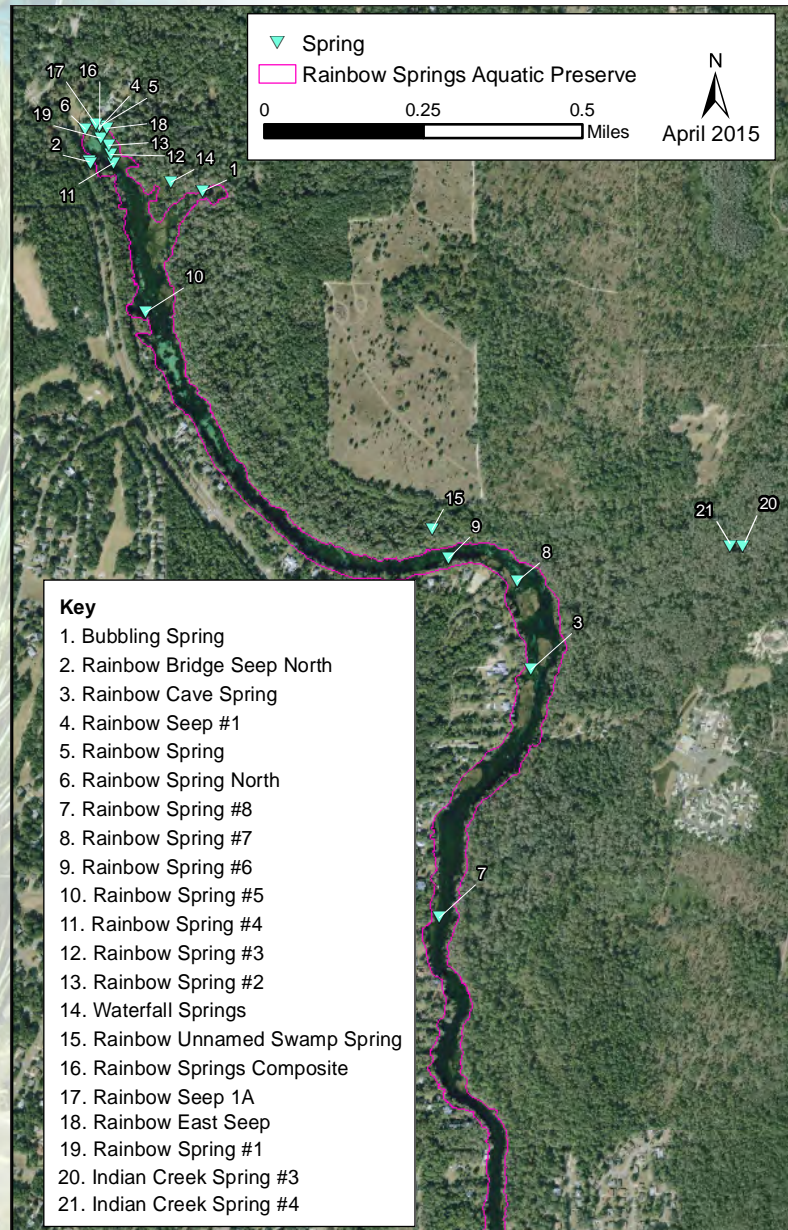 Spring
Rainbow Springs Aquatic Preserve
N
0 0.25 0.5
Miles
April 2015
17 16 4 5
6 18
19 13
2 12 14 1
11
10
15
9
21 20
8
3
7
Key
1. Bubbling Spring
2. Rainbow Bridge Seep North
3. Rainbow Cave Spring
4. Rainbow Seep #1
5. Rainbow Spring
6. Rainbow Spring North
7. Rainbow Spring #8
8. Rainbow Spring #7
9. Rainbow Spring #6
10. Rainbow Spring #5
11. Rainbow Spring #4
12. Rainbow Spring #3
13. Rainbow Spring #2
14. Waterfall Springs
15. Rainbow Unnamed Swamp Spring
16. Rainbow Springs Composite
17. Rainbow Seep 1A
18. Rainbow East Seep
19. Rainbow Spring #1
20. Indian Creek Spring #3
21. Indian Creek Spring #4